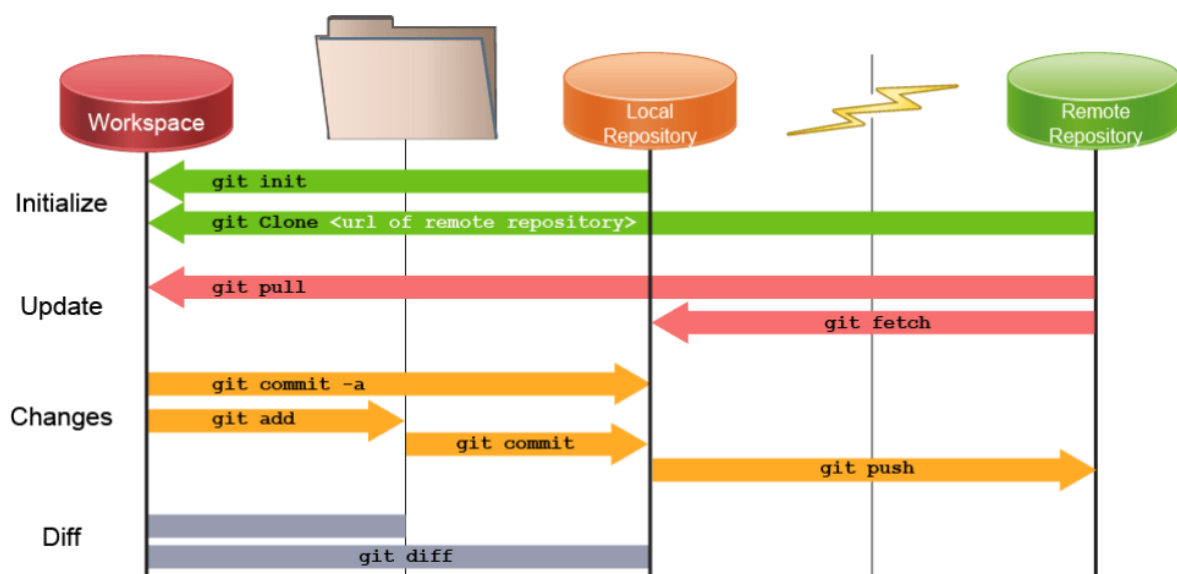 Workspace
Local
Repository
Remote
Repository
Initialize
git init
git Clone <url of remote repository>
Update
git pull
git fetch
Changes
git commit -a
git add
git commit
git push
Diff
git diff